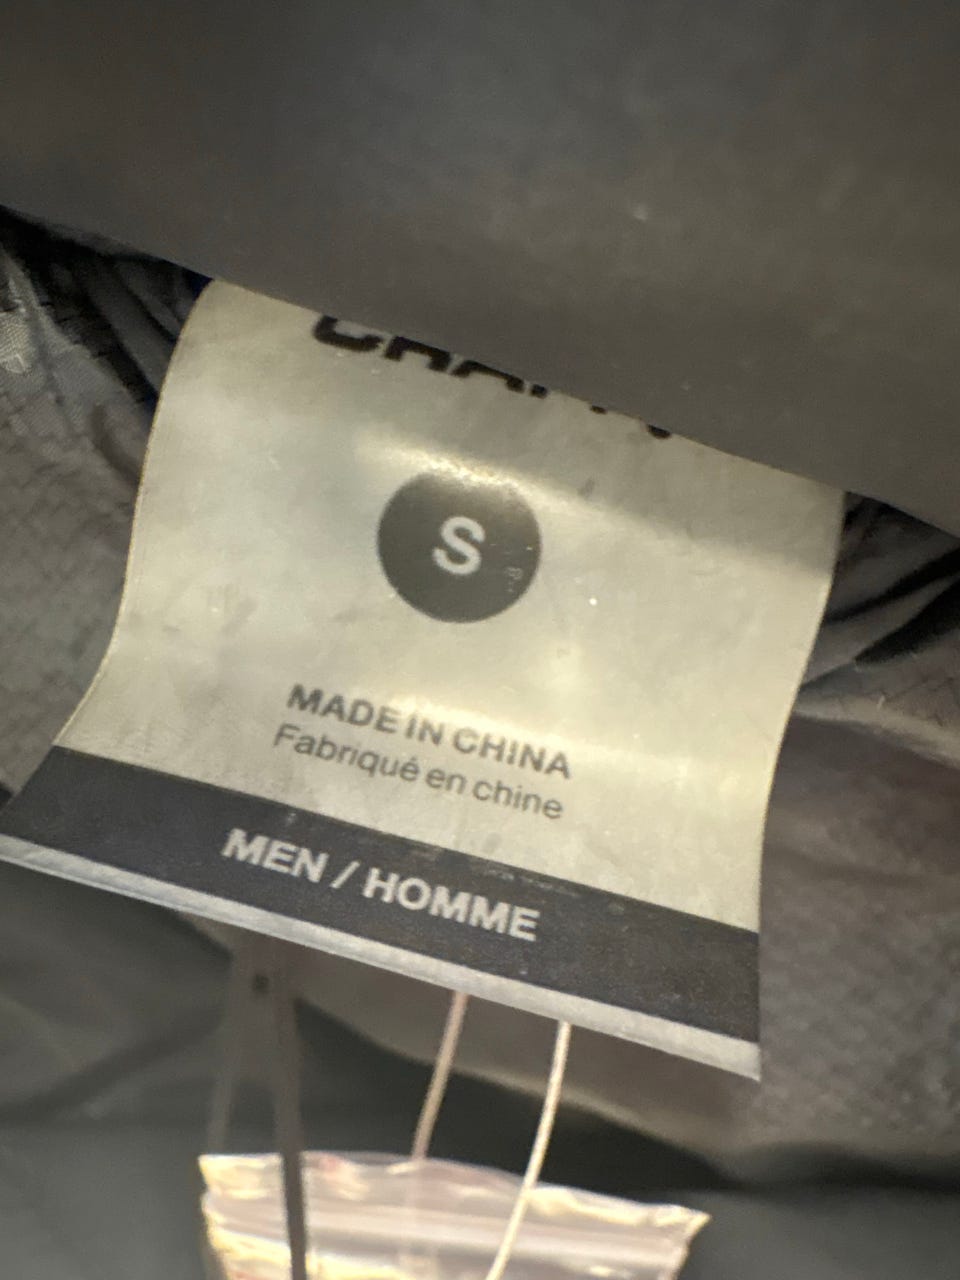 S
MADE IN CHINA
Fabriqué en chine
MEN / HOMME